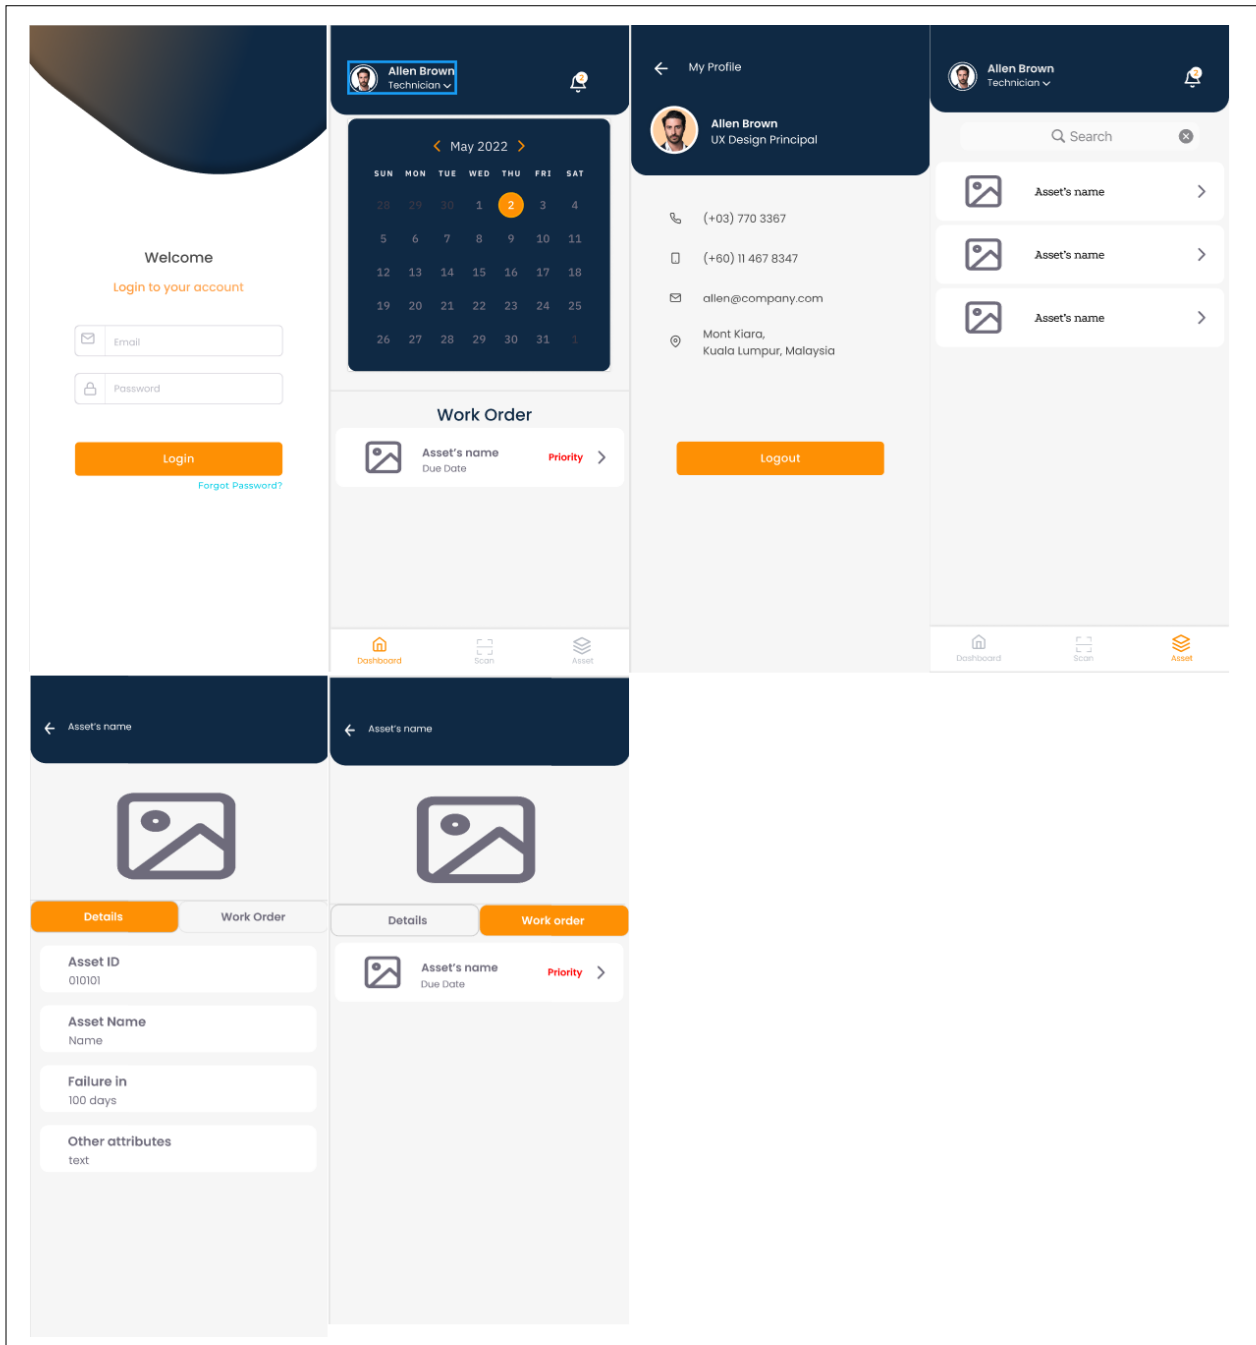 Welcome
Login to your account
Email
Password
Login
Forgot Password?
Allen Brown
Technician
2
May 2022
SUN MON TUE WED THU FRI SAT
28 29 30 1 2 3 4
5 6 7 8 9 10 11
12 13 14 15 16 17 18
19 20 21 22 23 24 25
26 27 28 29 30 31 1
Work Order
Asset's name
Due Date
Priority
Dashboard
Scan
Asset
My Profile
Allen Brown
UX Design Principal
(+03) 770 3367
(+60) 11 467 8347
allen@company.com
Mont Kiara,
Kuala Lumpur, Malaysia
Logout
Allen Brown
Technician
2
Search
Asset's name
Asset's name
Asset's name
Dashboard
Scan
Asset
Asset's name
Details
Work Order
Asset ID
010101
Asset Name
Name
Failure in
100 days
Other attributes
text
Asset's name
Details
Work order
Asset's name
Due Date
Priority